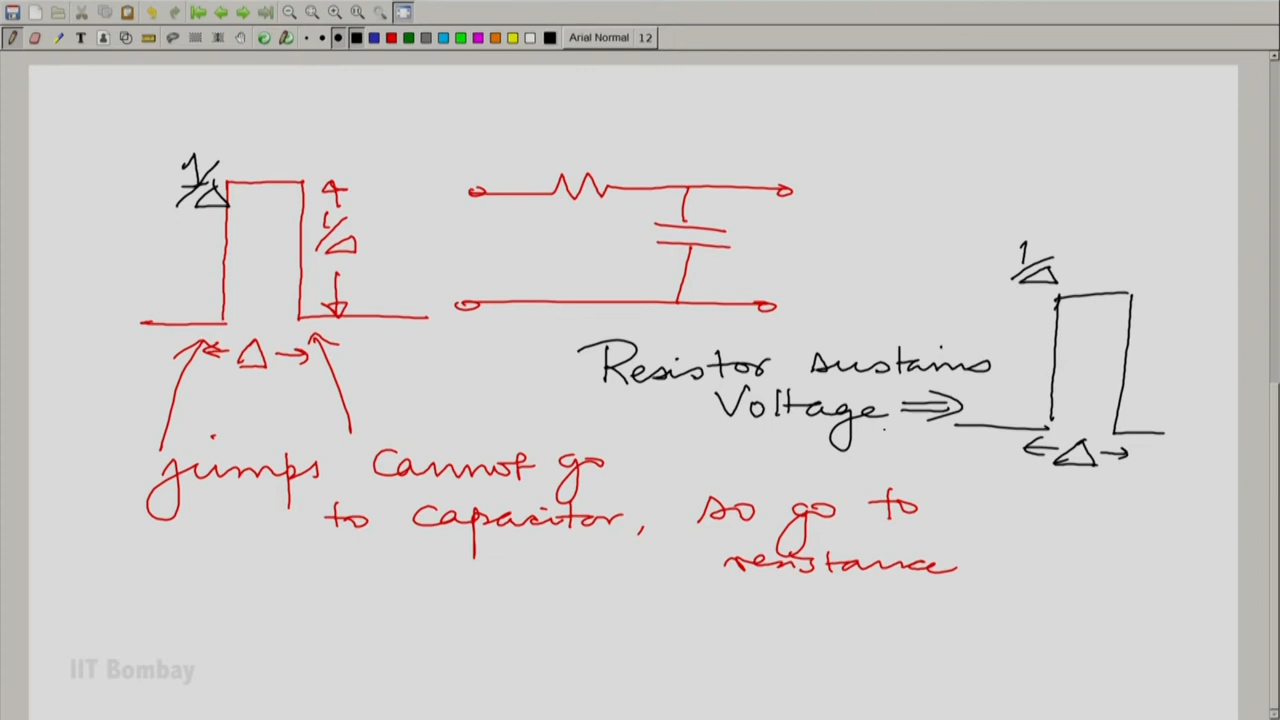 Arial Normal 12
1/Δ
1/Δ
Δ
1/Δ
Resistor sustains
Voltage ⇒
Δ
jumps cannot go
to capacitor, so go to
resistance
IIT Bombay